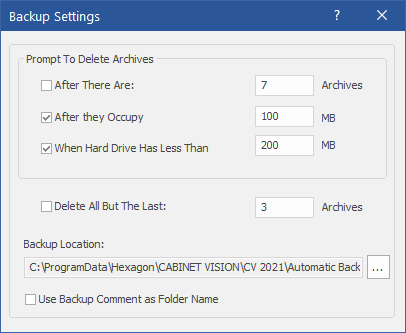 Backup Settings ?
Prompt To Delete Archives
After There Are: 7 Archives
After they Occupy 100 MB
When Hard Drive Has Less Than 200 MB
Delete All But The Last: 3 Archives
Backup Location:
C:\ProgramData\Hexagon\CABINET VISION\CV 2021\Automatic Back ...
Use Backup Comment as Folder Name